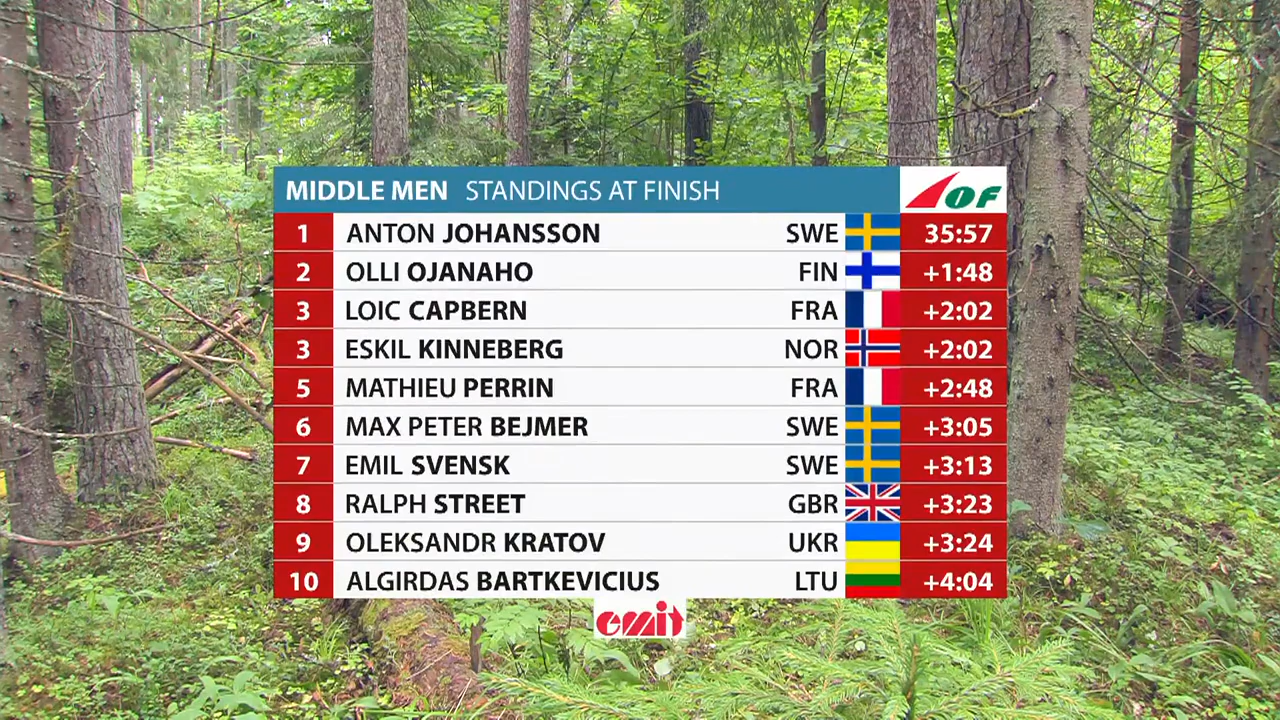 MIDDLE MEN STANDINGS AT FINISH IOF
1 ANTON JOHANSSON SWE 35:57
2 OLLI OJANAHO FIN +1:48
3 LOIC CAPBERN FRA +2:02
3 ESKIL KINNEBERG NOR +2:02
5 MATHIEU PERRIN FRA +2:48
6 MAX PETER BEJMER SWE +3:05
7 EMIL SVENSK SWE +3:13
8 RALPH STREET GBR +3:23
9 OLEKSANDR KRATOV UKR +3:24
10 ALGIRDAS BARTKEVICIUS LTU +4:04
emit